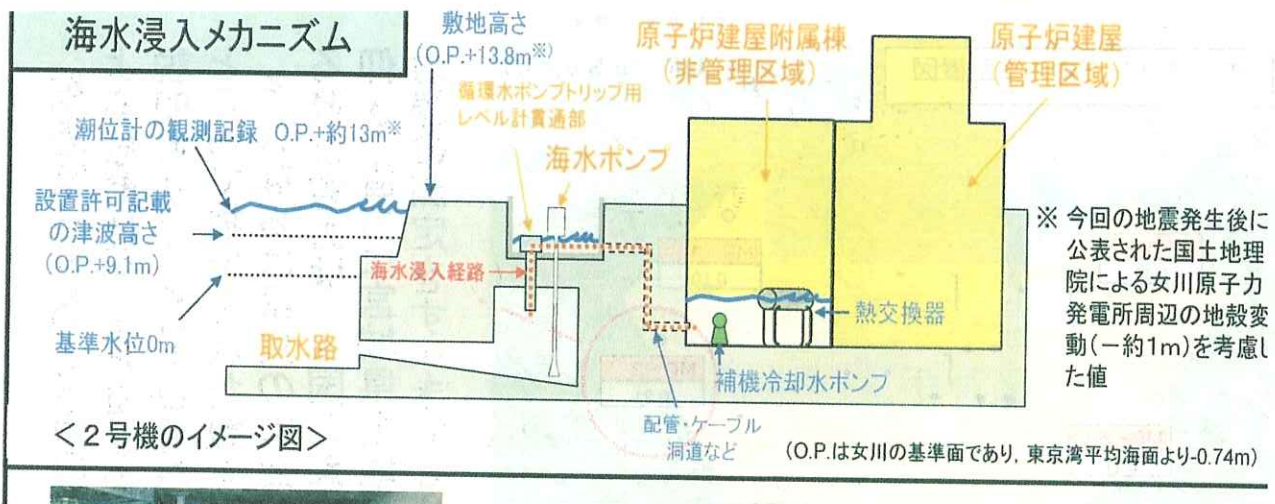 海水浸入メカニズム
敷地高さ
(O.P.+13.8m※)
原子炉建屋附属棟
(非管理区域)
原子炉建屋
(管理区域)
循環水ポンプトリップ用
レベル計貫通部
潮位計の観測記録 O.P.+約13m※
海水ポンプ
設置許可記載
の津波高さ
(O.P.+9.1m)
海水浸入経路
基準水位0m
取水路
熱交換器
補機冷却水ポンプ
配管・ケーブル
洞道など
※ 今回の地震発生後に
公表された国土地理
院による女川原子力
発電所周辺の地殻変
動(－約1m)を考慮し
た値
＜２号機のイメージ図＞
(O.P.は女川の基準面であり, 東京湾平均海面より-0.74m)